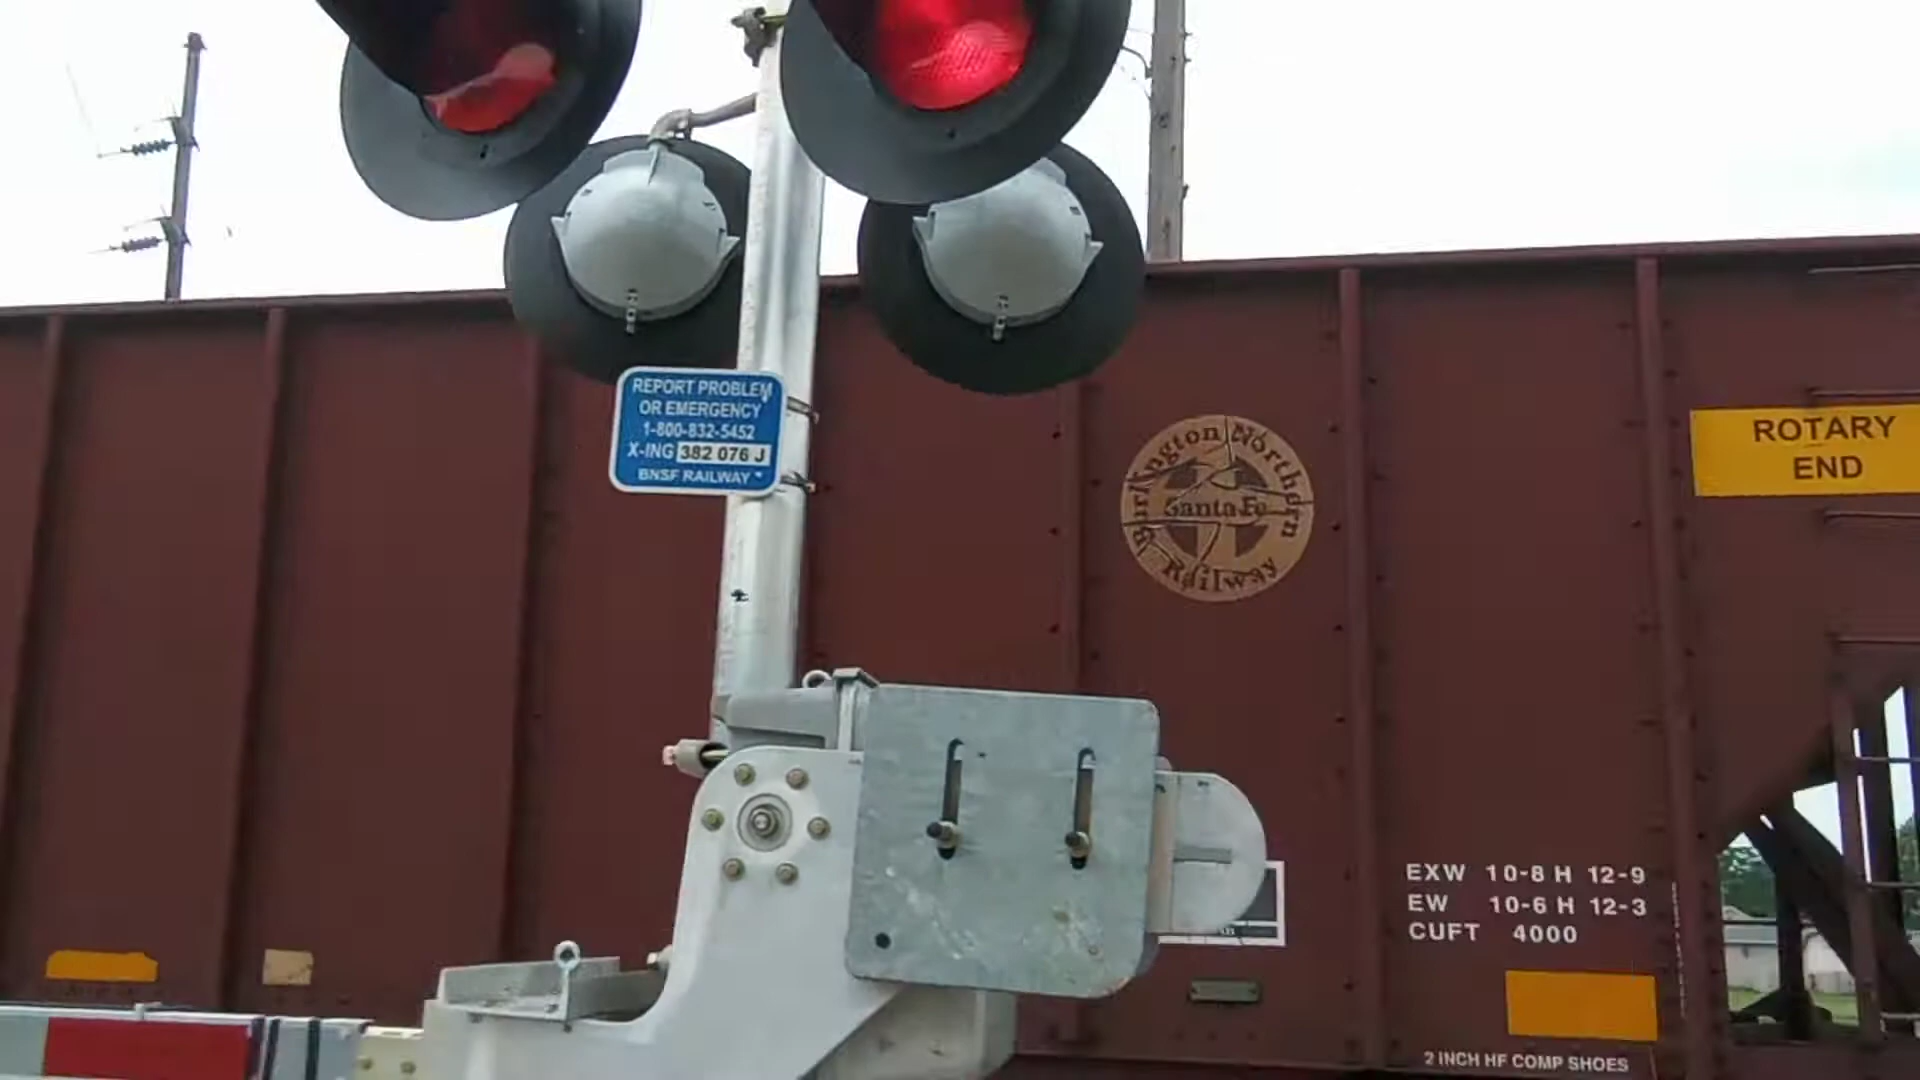 REPORT PROBLEM
OR EMERGENCY
1-800-832-5452
X-ING 382 076 J
BNSF RAILWAY
Burlington Northern
Santa Fe
Railway
ROTARY
END
EXW 10-8 H 12-9
EW 10-6 H 12-3
CUFT 4000
2 INCH HF COMP SHOES